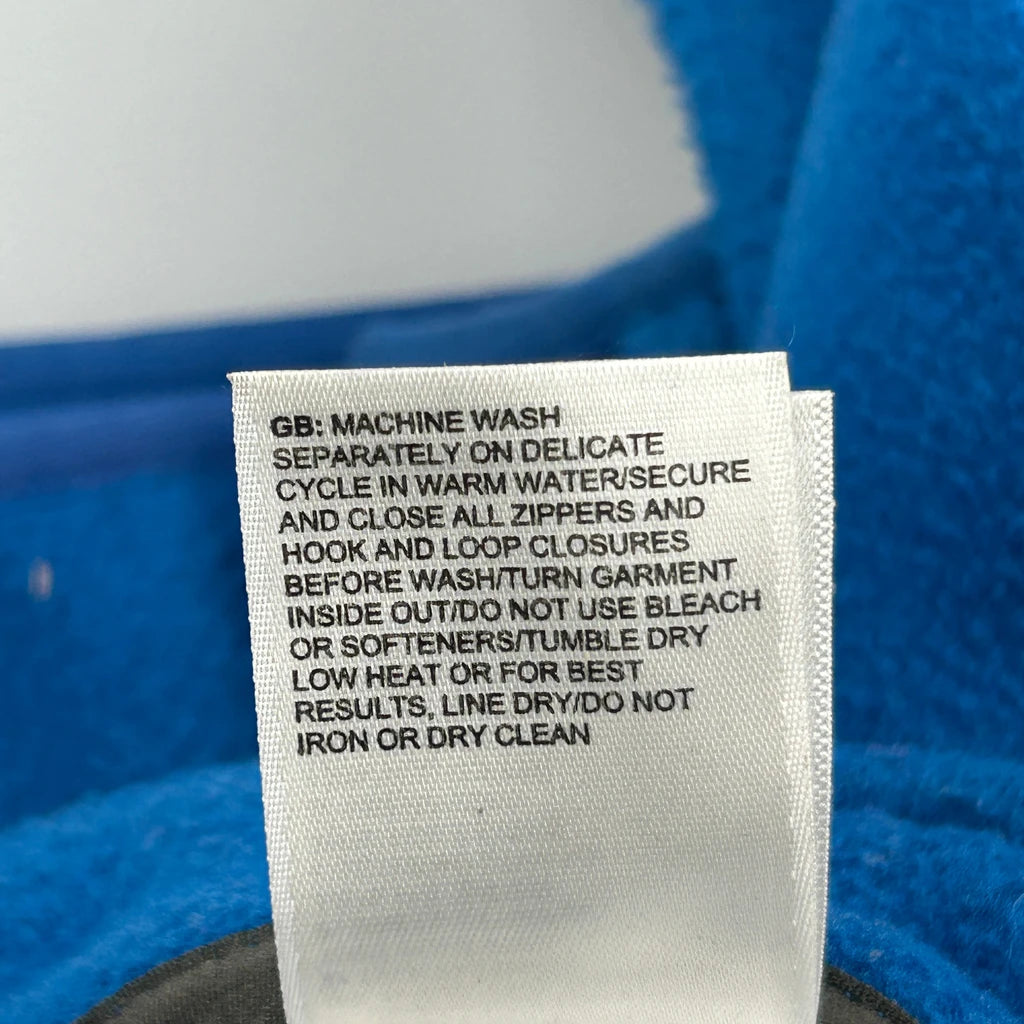 GB: MACHINE WASH
SEPARATELY ON DELICATE
CYCLE IN WARM WATER/SECURE
AND CLOSE ALL ZIPPERS AND
HOOK AND LOOP CLOSURES
BEFORE WASH/TURN GARMENT
INSIDE OUT/DO NOT USE BLEACH
OR SOFTENERS/TUMBLE DRY
LOW HEAT OR FOR BEST
RESULTS, LINE DRY/DO NOT
IRON OR DRY CLEAN